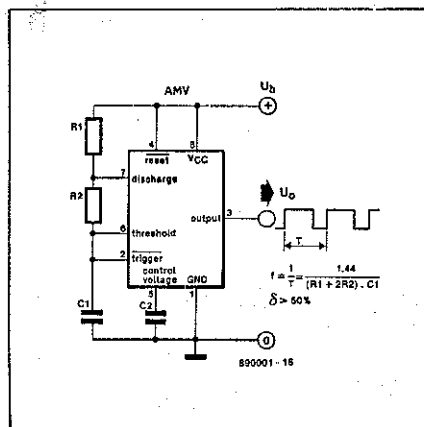 AMV
Ub
+
R1
4
8
reset
VCC
7
discharge
R2
output
3
Uo
6
threshold
2
trigger
T
control
voltage
GND
5
1
f = 1/T = 1.44/((R1 + 2R2) . C1)
δ > 50%
C1
C2
0
890001 - 16